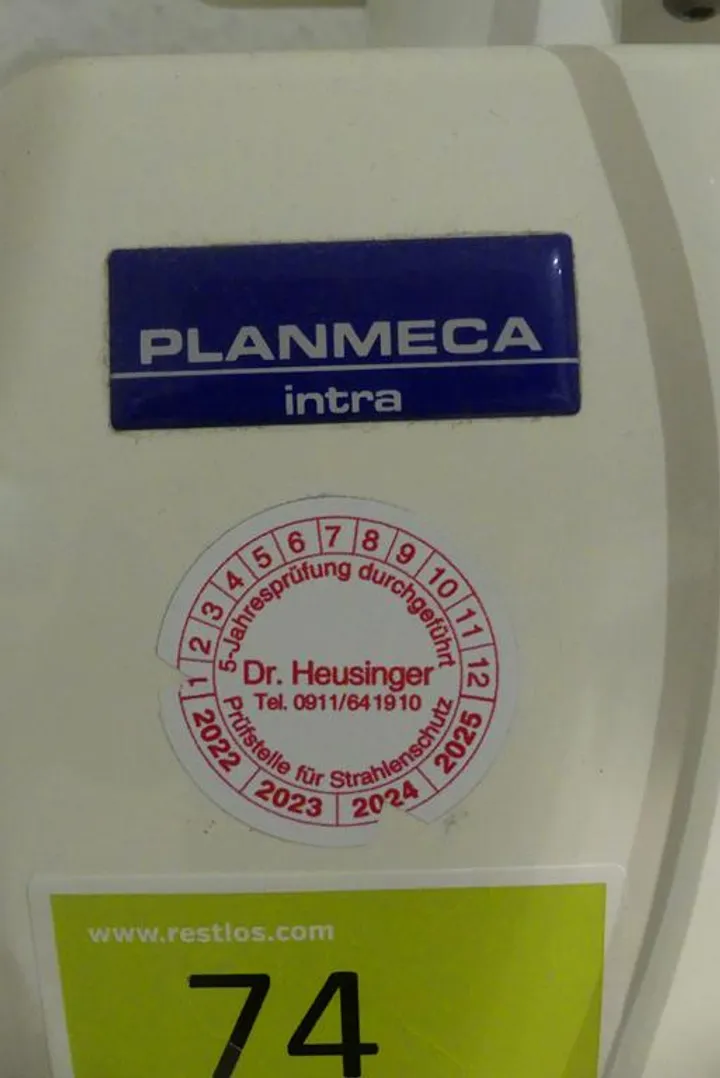 PLANMECA
intra
1 2 3 4 5 6 7 8 9 10 11 12
5-Jahresprüfung durchgeführt
Dr. Heusinger
Tel. 0911/641910
Prüfstelle für Strahlenschutz
2022 2023 2024 2025
www.restlos.com
74